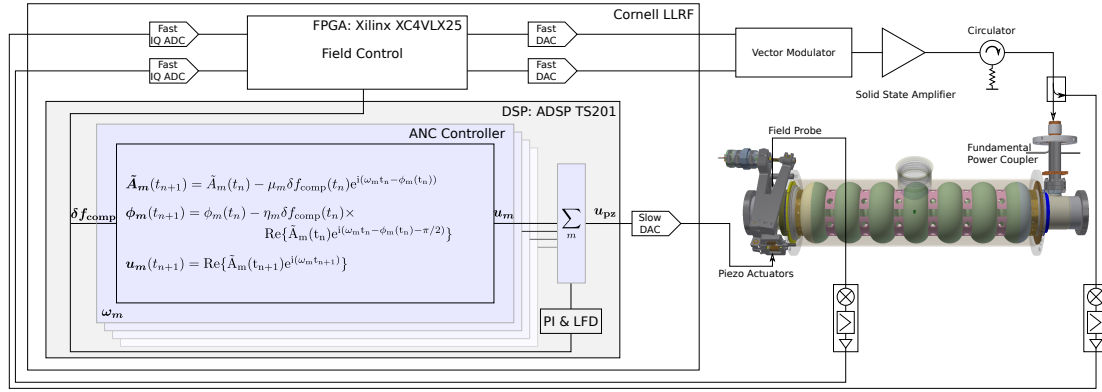 Cornell LLRF
Fast
IQ ADC
FPGA: Xilinx XC4VLX25
Field Control
Fast
DAC
Fast
IQ ADC
Fast
DAC
Vector Modulator
Solid State Amplifier
Circulator
DSP: ADSP TS201
ANC Controller
Ã_m(t_{n+1}) = Ã_m(t_n) − μ_m δf_comp(t_n)e^{i(ω_m t_n−ϕ_m(t_n))}
ϕ_m(t_{n+1}) = ϕ_m(t_n) − η_m δf_comp(t_n)×
Re{Ã_m(t_n)e^{i(ω_m t_n−ϕ_m(t_n)−π/2)}}
u_m(t_{n+1}) = Re{Ã_m(t_{n+1})e^{i(ω_m t_{n+1})}}
δf_comp
u_m
ω_m
∑
m
u_pz
PI & LFD
Slow
DAC
Field Probe
Fundamental
Power Coupler
Piezo Actuators